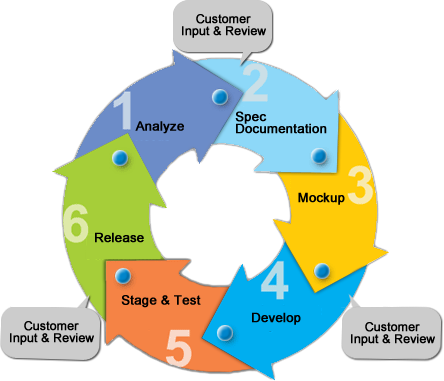 Customer
Input & Review
1
Analyze
2
Spec
Documentation
3
Mockup
4
Develop
Customer
Input & Review
5
Stage & Test
6
Release
Customer
Input & Review